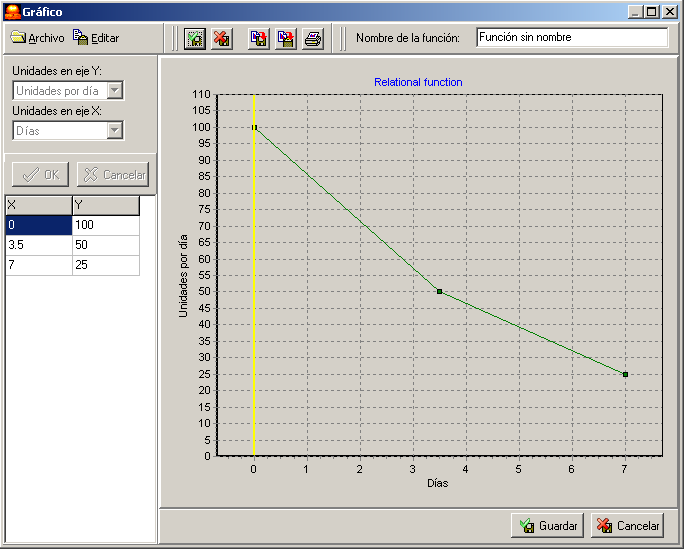 Gráfico
Archivo Editar Nombre de la función: Función sin nombre
Unidades en eje Y:
Unidades por día
Unidades en eje X:
Días
OK Cancelar
X Y
0 100
3.5 50
7 25
Relational function
110
105
100
95
90
85
80
75
70
65
60
55
50
45
40
35
30
25
20
15
10
5
0
Unidades por día
0 1 2 3 4 5 6 7
Días
Guardar Cancelar